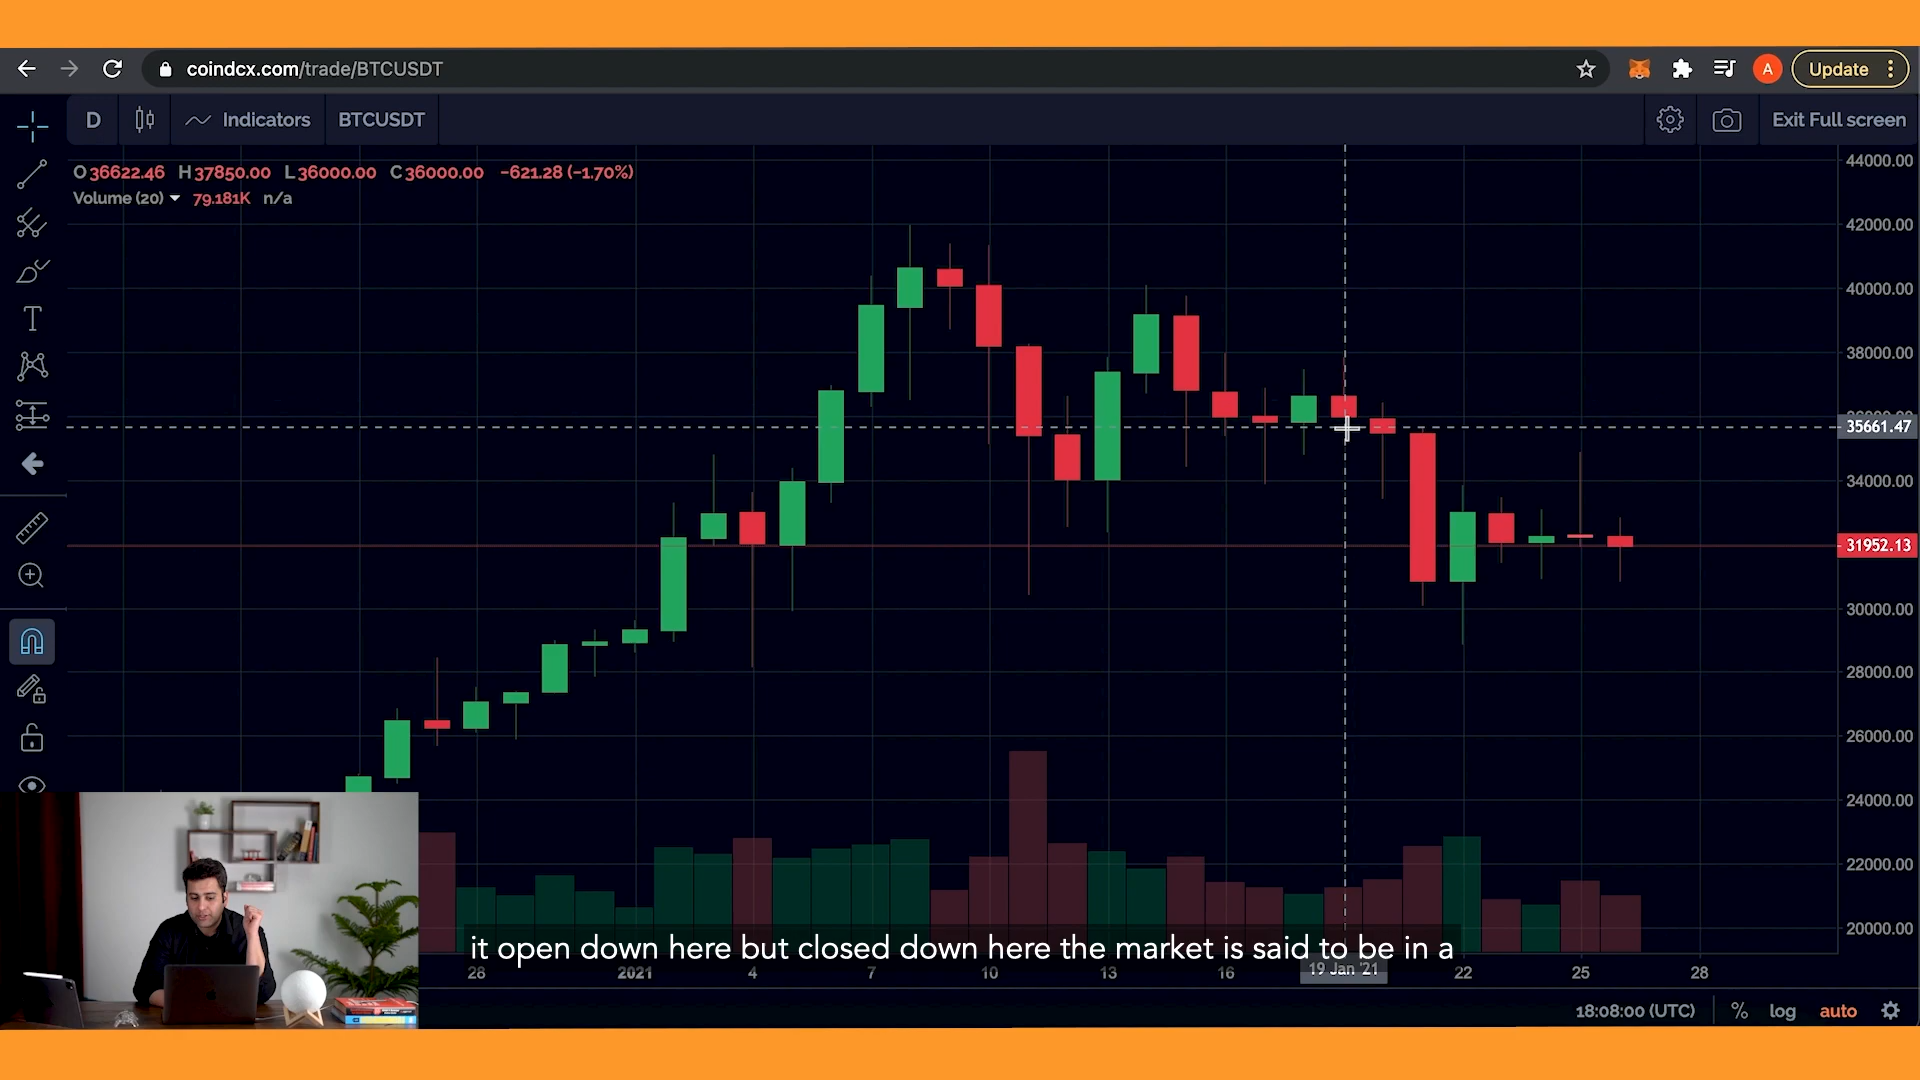 coindcx.com/trade/BTCUSDT
A
Update
D
Indicators
BTCUSDT
Exit Full screen
O36622.46 H37850.00 L36000.00 C36000.00 −621.28 (−1.70%)
Volume (20) 79.181K n/a
44000.00
42000.00
40000.00
38000.00
35661.47
34000.00
31952.13
30000.00
28000.00
26000.00
24000.00
22000.00
20000.00
it open down here but closed down here the market is said to be in a
28 2021 4 7 10 13 16 19 Jan '21 22 25 28
18:08:00 (UTC) % log auto